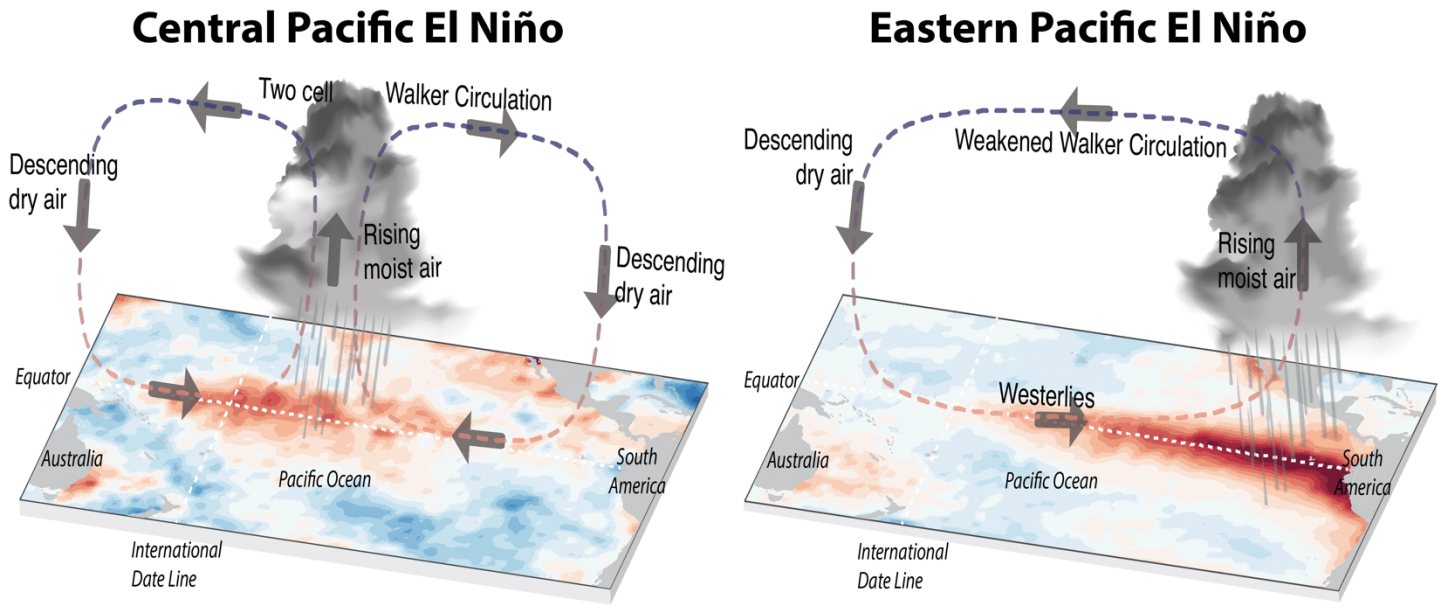 Central Pacific El Niño
Two cell
Walker Circulation
Descending
dry air
Rising
moist air
Descending
dry air
Equator
Australia
Pacific Ocean
South
America
International
Date Line
Eastern Pacific El Niño
Descending
dry air
Weakened Walker Circulation
Rising
moist air
Equator
Westerlies
Australia
Pacific Ocean
South
America
International
Date Line